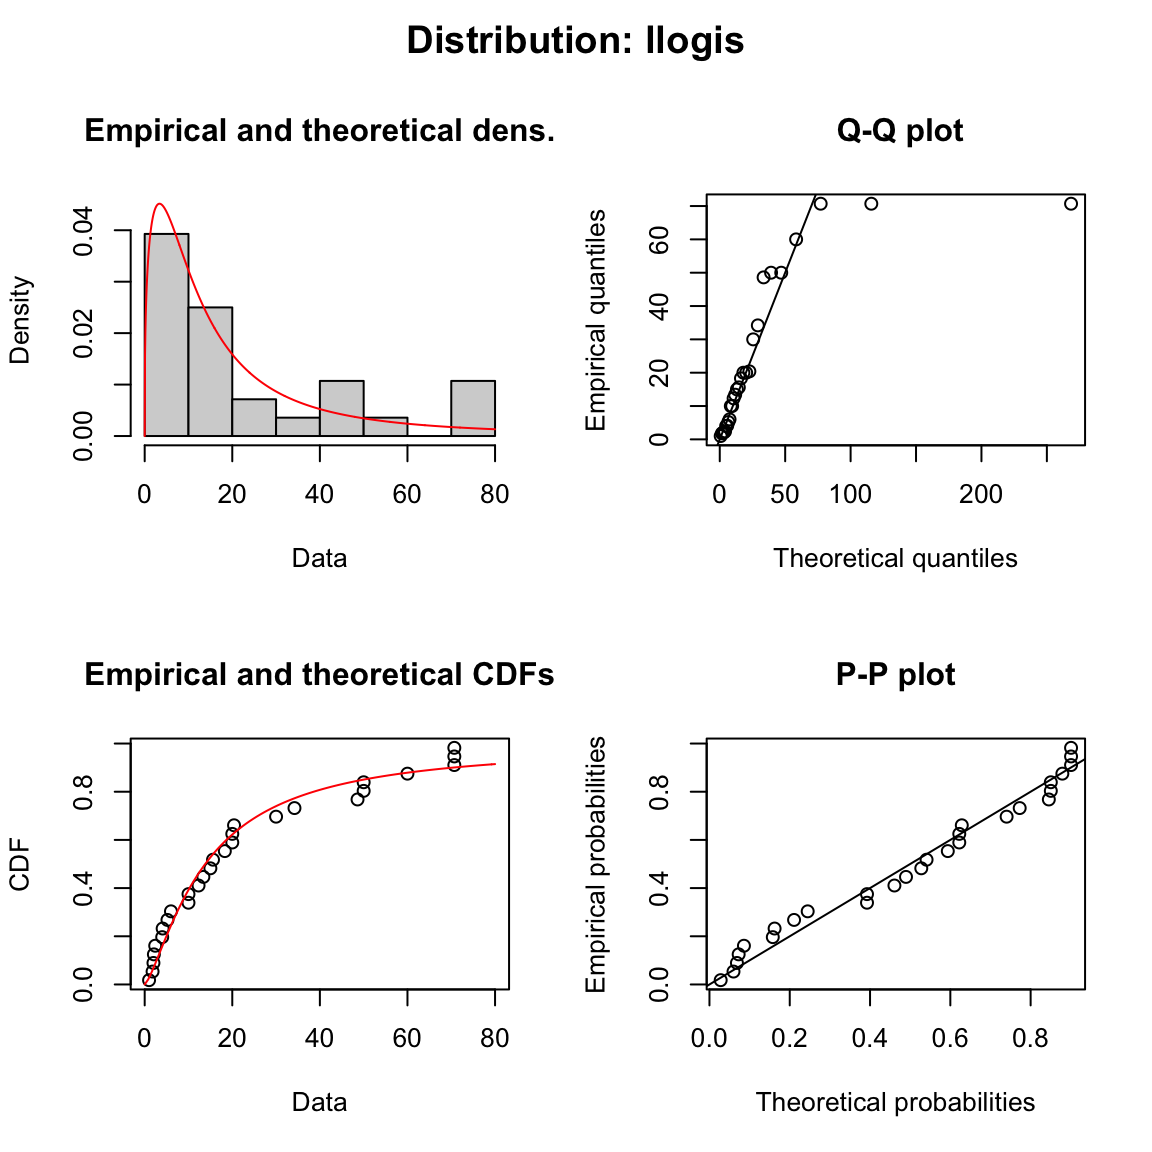 Distribution: llogis
Empirical and theoretical dens.
Density
0.00 0.02 0.04
0 20 40 60 80
Data
Q-Q plot
Empirical quantiles
0 20 40 60
0 50 100 200
Theoretical quantiles
Empirical and theoretical CDFs
CDF
0.0 0.4 0.8
0 20 40 60 80
Data
P-P plot
Empirical probabilities
0.0 0.4 0.8
0.0 0.2 0.4 0.6 0.8
Theoretical probabilities